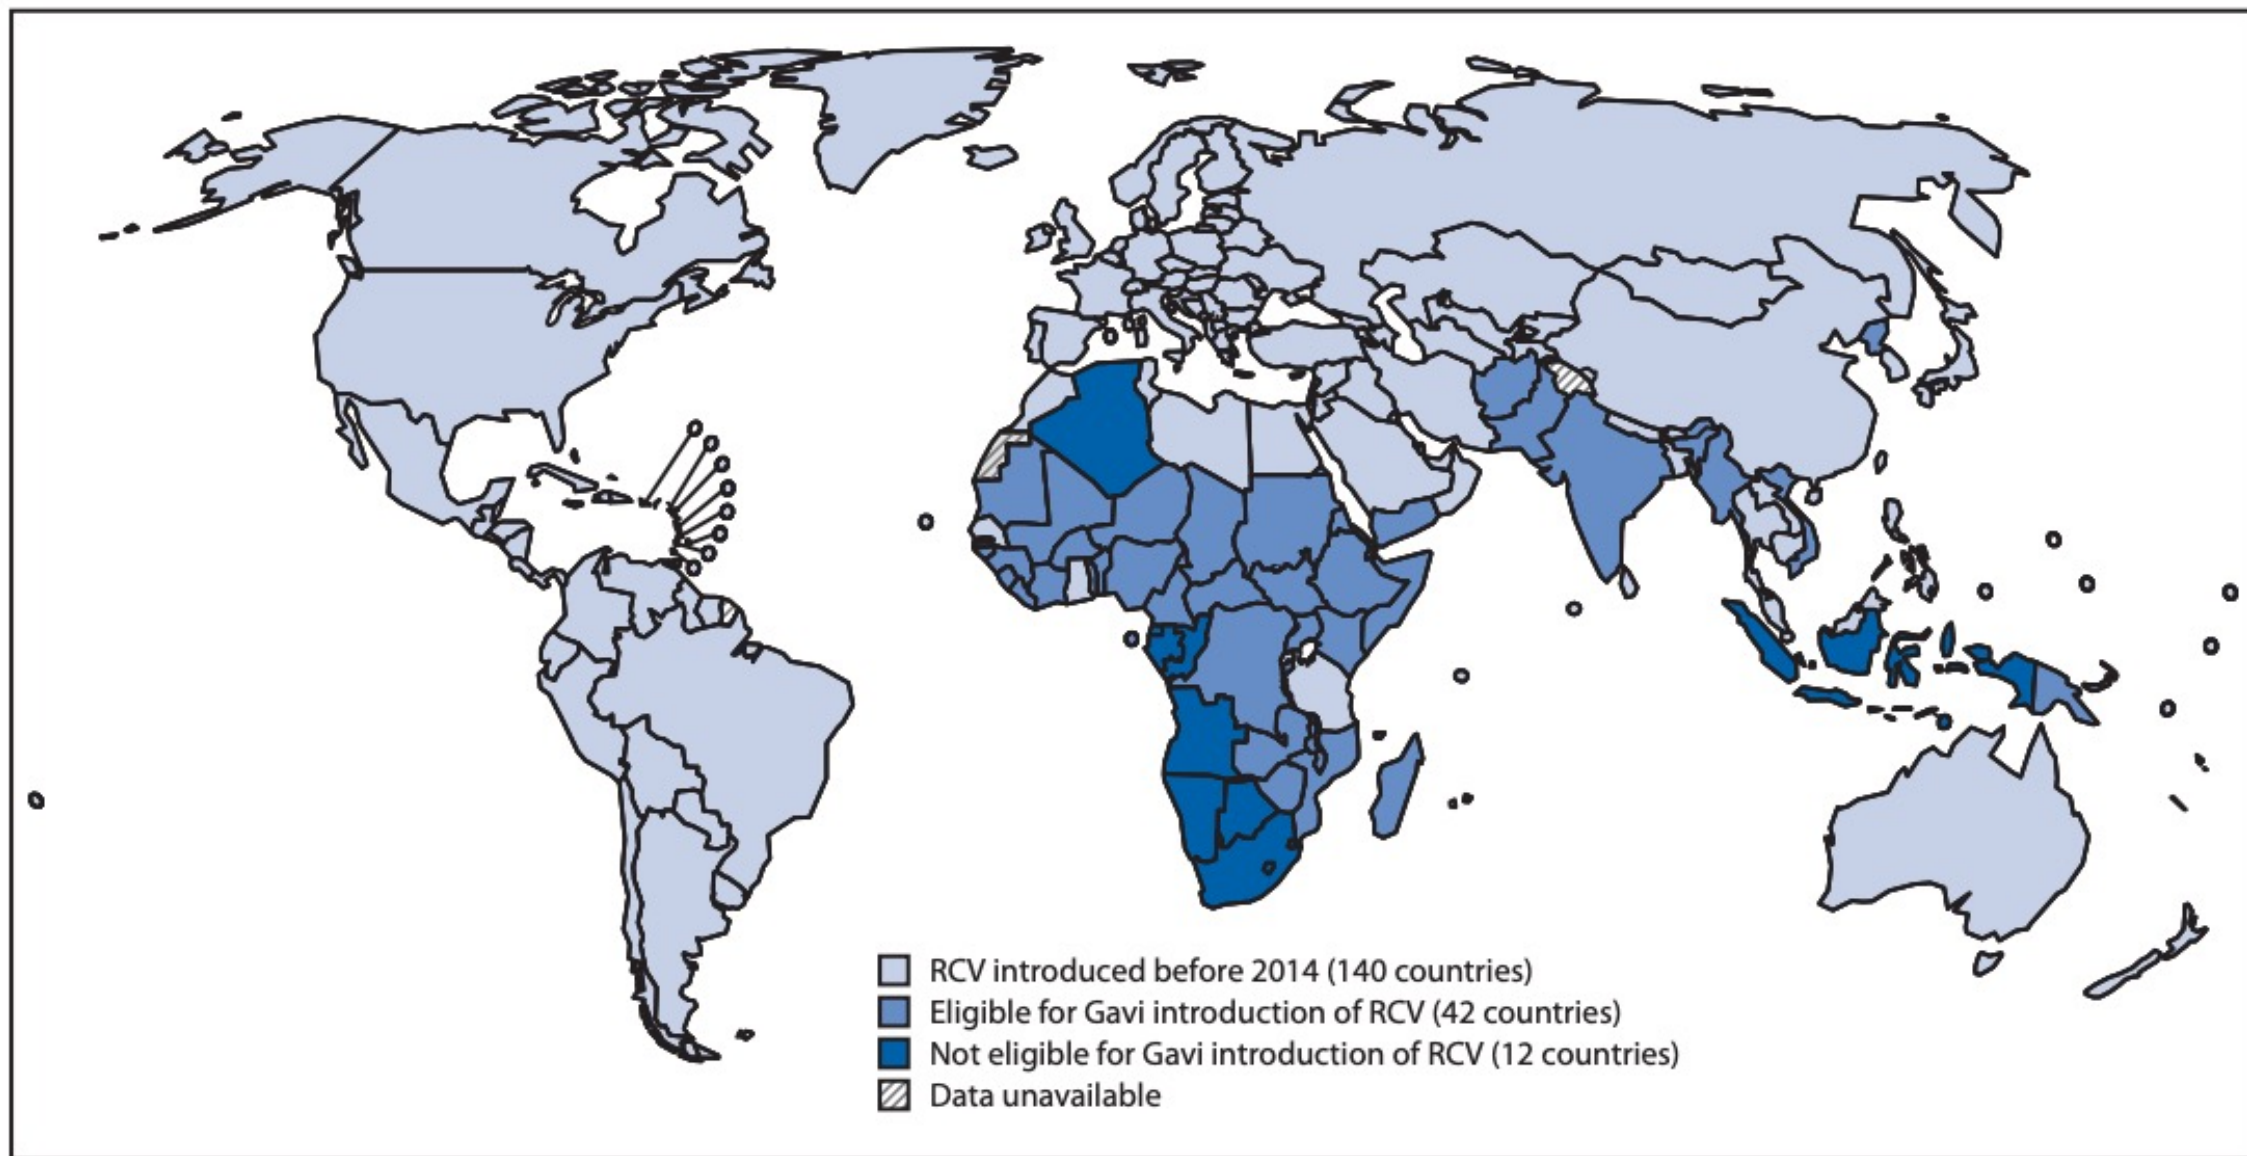 RCV introduced before 2014 (140 countries)
Eligible for Gavi introduction of RCV (42 countries)
Not eligible for Gavi introduction of RCV (12 countries)
Data unavailable